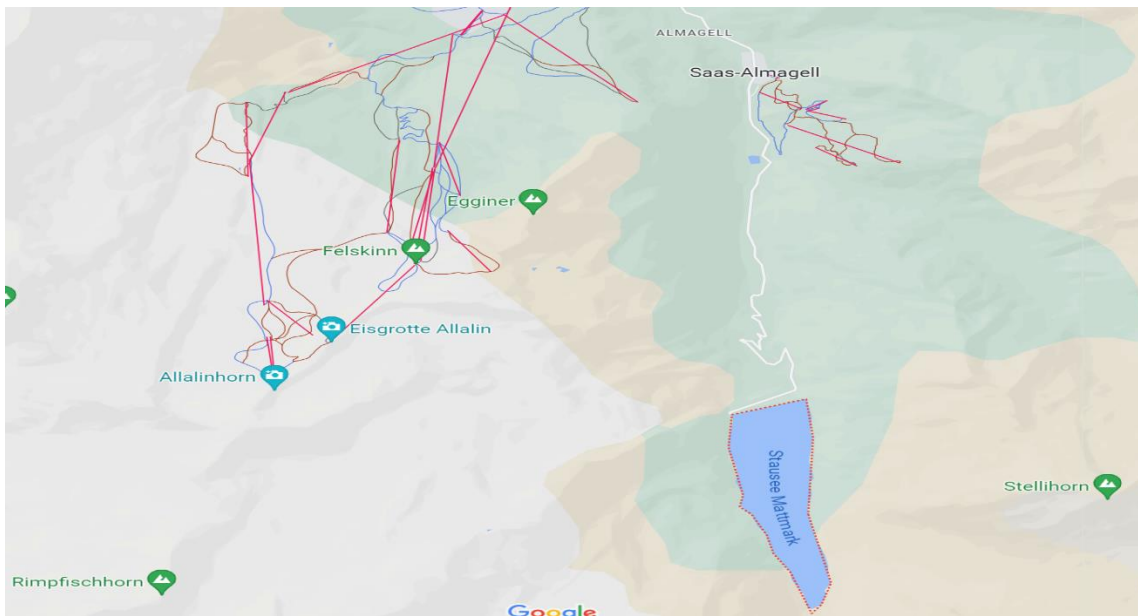 ALMAGELL
Saas-Almagell
Egginer
Felskinn
Eisgrotte Allalin
Allalinhorn
Stausee Mattmark
Stellihorn
Rimpfischhorn
Google